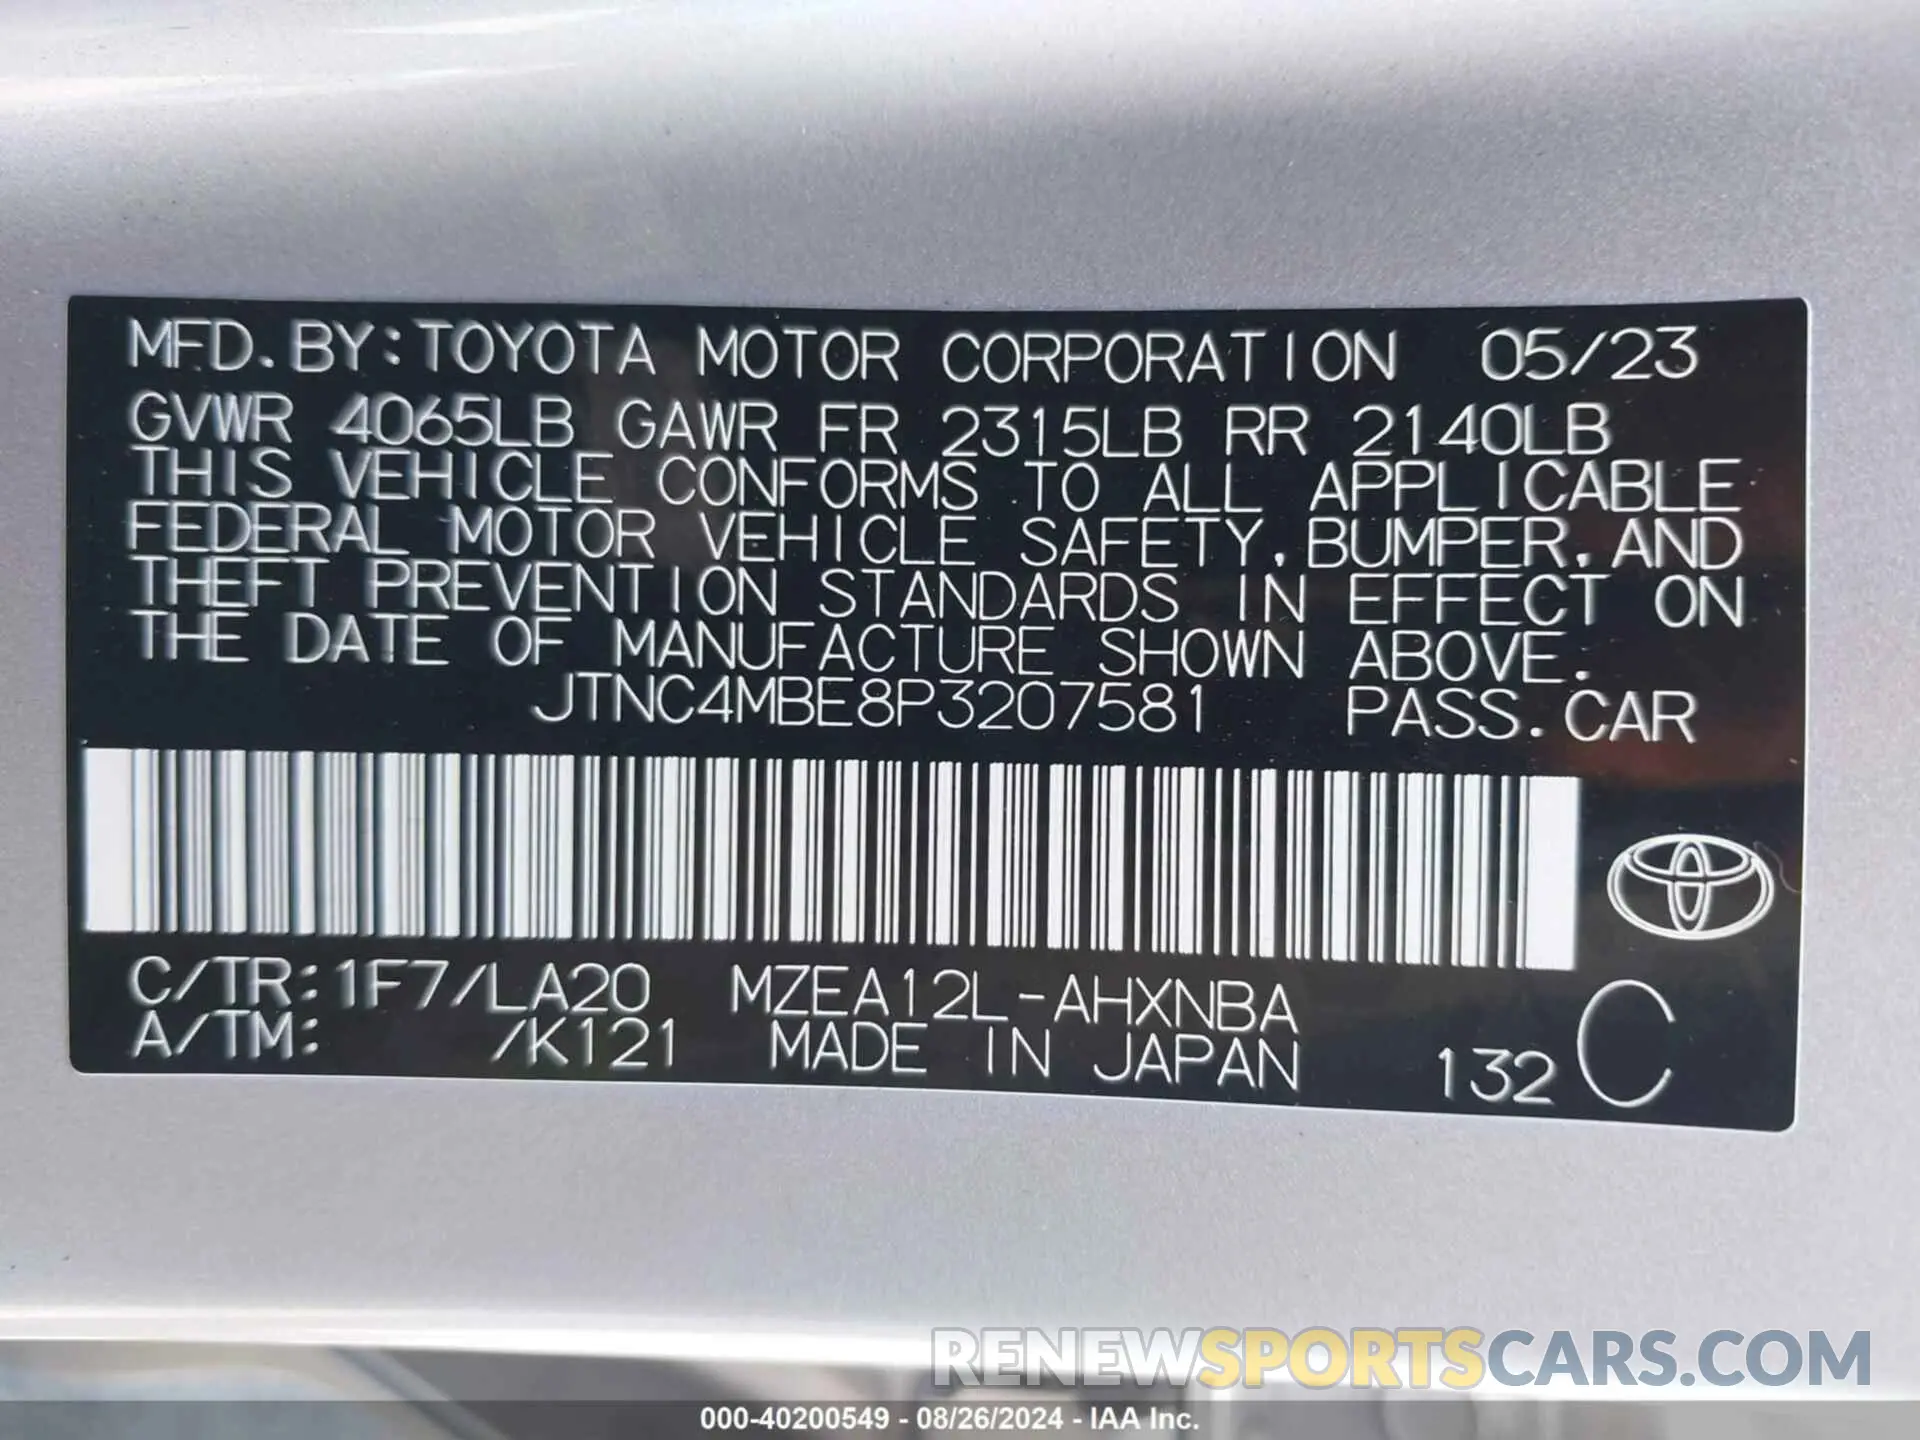 MFD. BY: TOYOTA MOTOR CORPORATION 05/23
GVWR 4065LB GAWR FR 2315LB RR 2140LB
THIS VEHICLE CONFORMS TO ALL APPLICABLE
FEDERAL MOTOR VEHICLE SAFETY, BUMPER, AND
THEFT PREVENTION STANDARDS IN EFFECT ON
THE DATE OF MANUFACTURE SHOWN ABOVE.
JTNC4MBE8P3207581 PASS. CAR
C/TR: 1F7/LA20 MZEA12L-AHXNBA
A/TM: /K121 MADE IN JAPAN 132 C
RENEWSPORTSCARS.COM
000-40200549 - 08/26/2024 - IAA Inc.